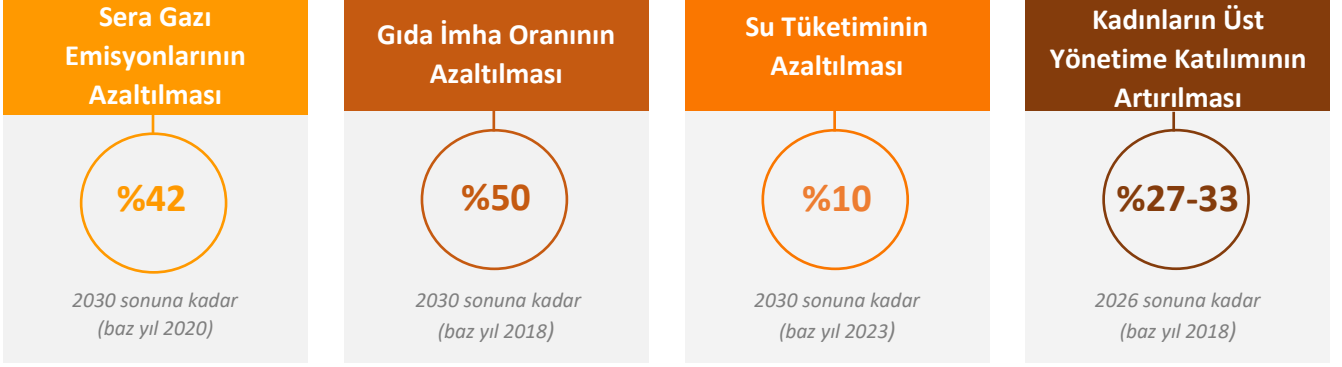 Sera Gazı
Emisyonlarının
Azaltılması
%42
2030 sonuna kadar
(baz yıl 2020)
Gıda İmha Oranının
Azaltılması
%50
2030 sonuna kadar
(baz yıl 2018)
Su Tüketiminin
Azaltılması
%10
2030 sonuna kadar
(baz yıl 2023)
Kadınların Üst
Yönetime Katılımının
Artırılması
%27-33
2026 sonuna kadar
(baz yıl 2018)